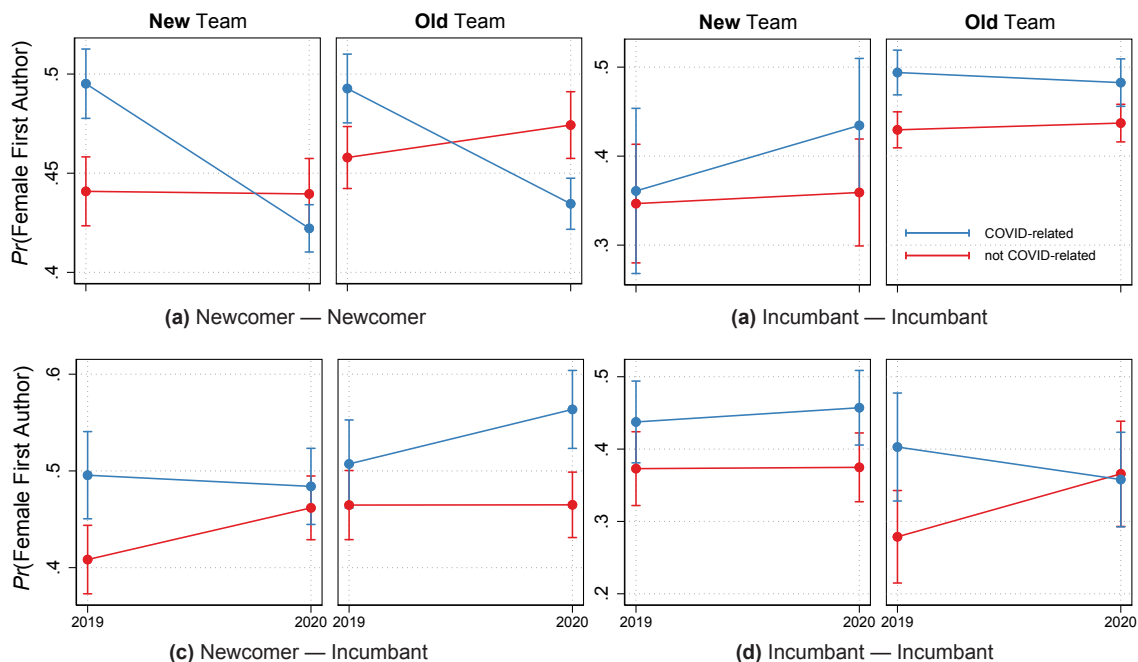 New Team
Old Team
New Team
Old Team
Pr(Female First Author)
.5
.45
.4
.5
.4
.3
COVID-related
not COVID-related
(a) Newcomer — Newcomer
(a) Incumbant — Incumbant
Pr(Female First Author)
.6
.5
.4
.5
.4
.3
.2
2019
2020
2019
2020
2019
2020
2019
2020
(c) Newcomer — Incumbant
(d) Incumbant — Incumbant